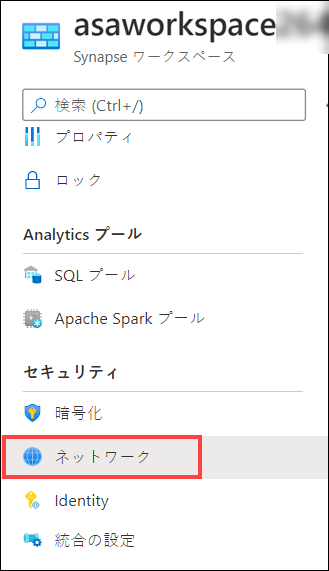 asaworkspace
Synapse ワークスペース
検索 (Ctrl+/)
プロパティ
ロック
Analytics プール
SQL プール
Apache Spark プール
セキュリティ
暗号化
ネットワーク
Identity
統合の設定